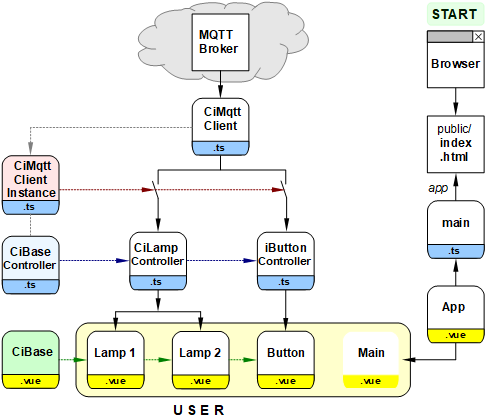 START
MQTT
Broker
Browser
CiMqtt
Client
.ts
public/
index
.html
CiMqtt
Client
Instance
.ts
app
main
.ts
CiBase
Controller
.ts
CiLamp
Controller
.ts
iButton
Controller
.ts
App
.vue
CiBase
.vue
Lamp 1
.vue
Lamp 2
.vue
Button
.vue
Main
.vue
USER